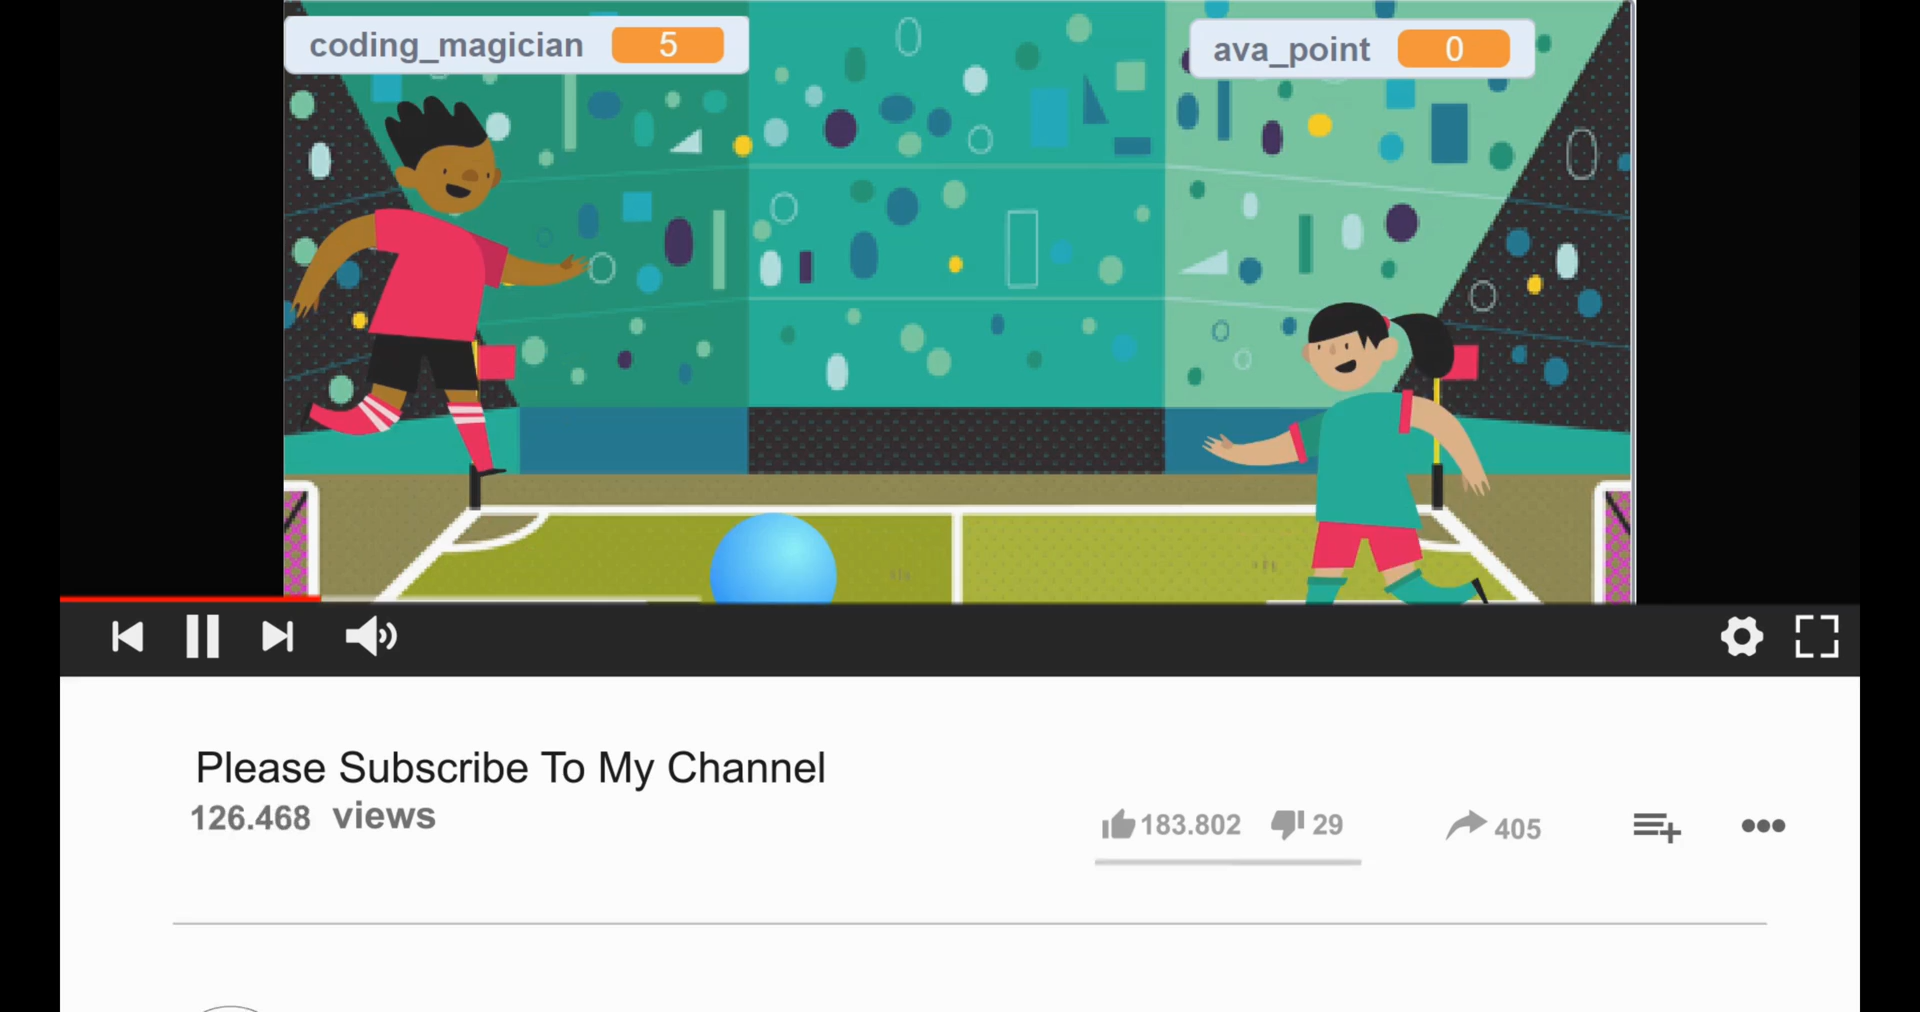 coding_magician 5
ava_point 0
Please Subscribe To My Channel
126.468 views
183.802 29 405